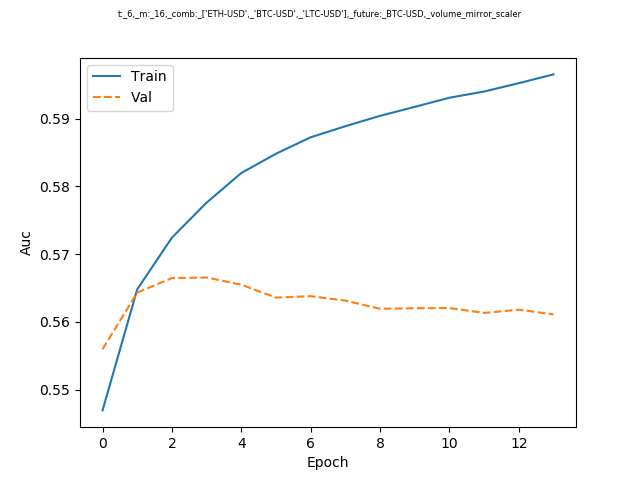 t:_6,_m:_16,_comb:_['ETH-USD',_'BTC-USD',_'LTC-USD'],_future:_BTC-USD,_volume_mirror_scaler
Train
Val
0.59
0.58
0.57
0.56
0.55
Auc
0 2 4 6 8 10 12
Epoch